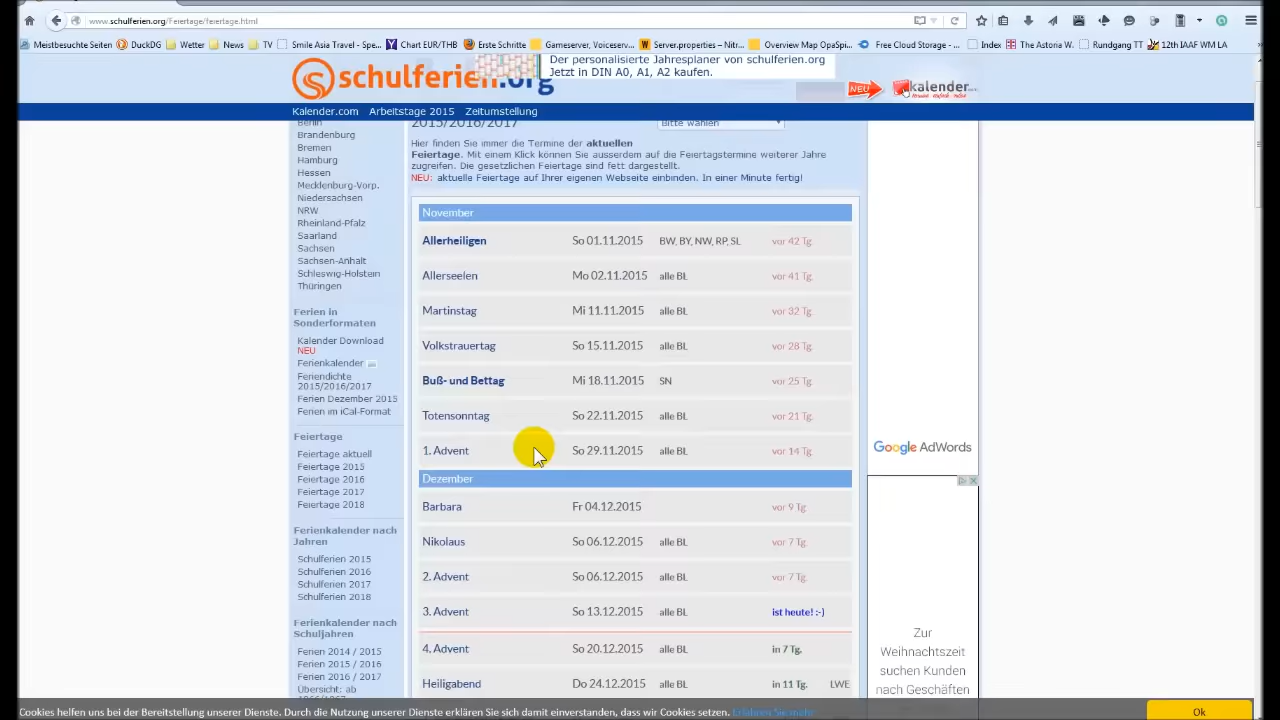 www.schulferien.org/Feiertage/feiertage.html
Meistbesuchte Seiten DuckDG Wetter News TV Smile Asia Travel - Spe... Chart EUR/THB Erste Schritte Gameserver, Voiceserv... Server.properties – Nitr... Overview Map OpaSpi... Free Cloud Storage - ... Index The Astoria W. Rundgang TT 12th IAAF WM LA
schulferien.org
Der personalisierte Jahresplaner von schulferien.org
Jetzt in DIN A0, A1, A2 kaufen.
NEU
kalender
Kalender.com Arbeitstage 2015 Zeitumstellung
Berlin
Brandenburg
Bremen
Hamburg
Hessen
Mecklenburg-Vorp.
Niedersachsen
NRW
Rheinland-Pfalz
Saarland
Sachsen
Sachsen-Anhalt
Schleswig-Holstein
Thüringen
Ferien in
Sonderformaten
Kalender Download
NEU
Ferienkalender
Feriendichte
2015/2016/2017
Ferien Dezember 2015
Ferien im iCal-Format
Feiertage
Feiertage aktuell
Feiertage 2015
Feiertage 2016
Feiertage 2017
Feiertage 2018
Ferienkalender nach
Jahren
Schulferien 2015
Schulferien 2016
Schulferien 2017
Schulferien 2018
Ferienkalender nach
Schuljahren
Ferien 2014 / 2015
Ferien 2015 / 2016
Ferien 2016 / 2017
Übersicht: ab
2015/2016/2017
Bitte wählen
Hier finden Sie immer die Termine der aktuellen
Feiertage. Mit einem Klick können Sie ausserdem auf die Feiertagstermine weiterer Jahre
zugreifen. Die gesetzlichen Feiertage sind fett dargestellt.
NEU: aktuelle Feiertage auf Ihrer eigenen Webseite einbinden. In einer Minute fertig!
November
Allerheiligen So 01.11.2015 BW, BY, NW, RP, SL vor 42 Tg.
Allerseelen Mo 02.11.2015 alle BL vor 41 Tg.
Martinstag Mi 11.11.2015 alle BL vor 32 Tg.
Volkstrauertag So 15.11.2015 alle BL vor 28 Tg.
Buß- und Bettag Mi 18.11.2015 SN vor 25 Tg.
Totensonntag So 22.11.2015 alle BL vor 21 Tg.
1. Advent So 29.11.2015 alle BL vor 14 Tg.
Dezember
Barbara Fr 04.12.2015 vor 9 Tg.
Nikolaus So 06.12.2015 alle BL vor 7 Tg.
2. Advent So 06.12.2015 alle BL vor 7 Tg.
3. Advent So 13.12.2015 alle BL ist heute! :-)
4. Advent So 20.12.2015 alle BL in 7 Tg.
Heiligabend Do 24.12.2015 alle BL in 11 Tg. LWE
Google AdWords
Zur
Weihnachtszeit
suchen Kunden
nach Geschäften
Cookies helfen uns bei der Bereitstellung unserer Dienste. Durch die Nutzung unserer Dienste erklären Sie sich damit einverstanden, dass wir Cookies setzen. Erfahren Sie mehr
Ok